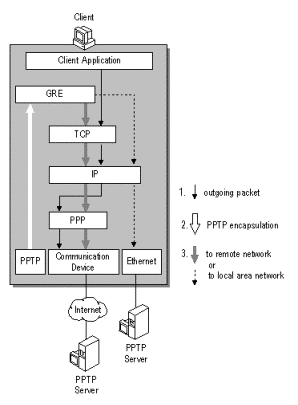 Client
Client Application
GRE
TCP
IP
PPP
PPTP
Communication
Device
Ethernet
Internet
PPTP
Server
PPTP
Server
1. outgoing packet
2. PPTP encapsulation
3. to remote network
or
to local area network